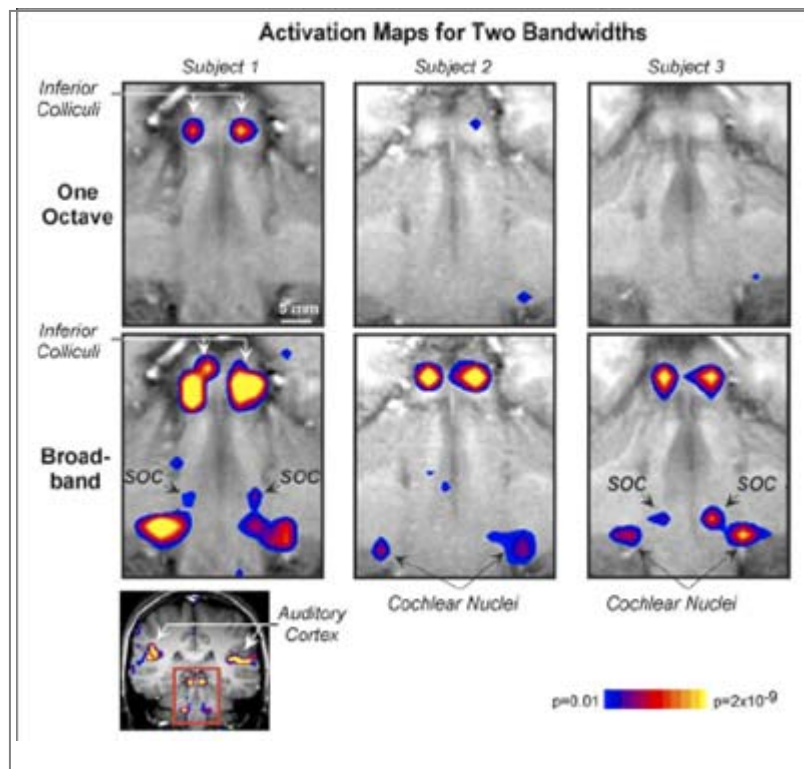 Activation Maps for Two Bandwidths
Subject 1
Subject 2
Subject 3
Inferior
Colliculi
One
Octave
5 mm
Inferior
Colliculi
Broad-
band
SOC
SOC
SOC
SOC
Cochlear Nuclei
Cochlear Nuclei
Auditory
Cortex
p=0.01
p=2x10-9